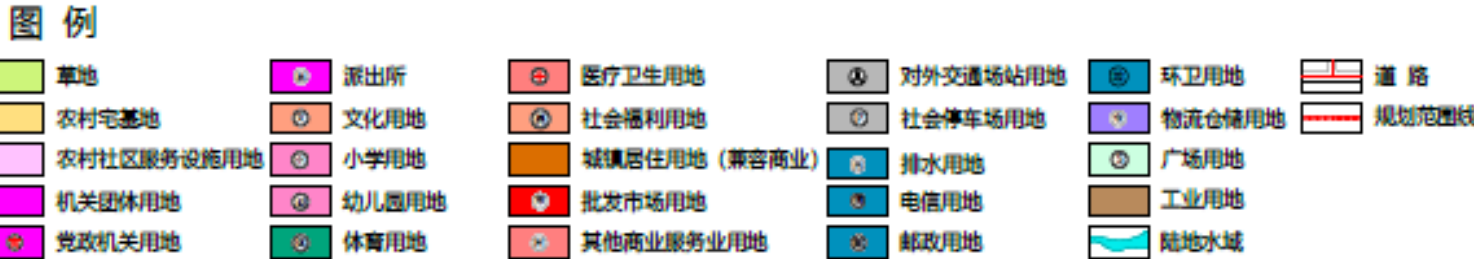 图 例
草地 派出所 医疗卫生用地 对外交通场站用地 环卫用地 道 路
农村宅基地 文化用地 社会福利用地 社会停车场用地 物流仓储用地 规划范围线
农村社区服务设施用地 小学用地 城镇居住用地（兼容商业） 排水用地 广场用地
机关团体用地 幼儿园用地 批发市场用地 电信用地 工业用地
党政机关用地 体育用地 其他商业服务业用地 邮政用地 陆地水域